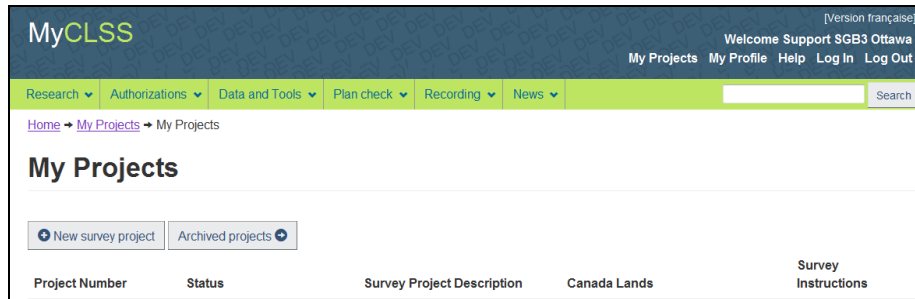 [Version française]
MyCLSS
Welcome Support SGB3 Ottawa
My Projects My Profile Help Log In Log Out
Research Authorizations Data and Tools Plan check Recording News Search
Home → My Projects → My Projects
My Projects
New survey project Archived projects
Project Number Status Survey Project Description Canada Lands Survey Instructions